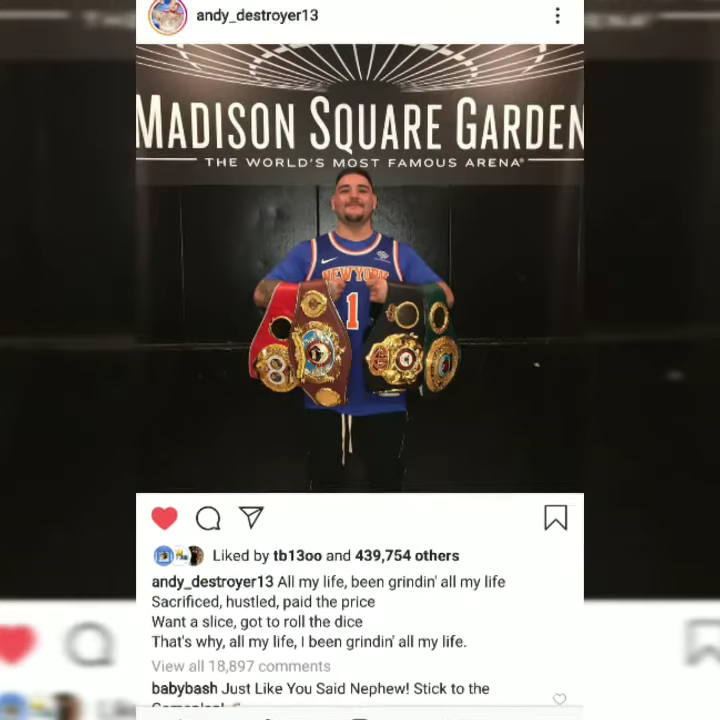 andy_destroyer13
MADISON SQUARE GARDEN
THE WORLD'S MOST FAMOUS ARENA®
NEW YORK
1
Liked by tb13oo and 439,754 others
andy_destroyer13 All my life, been grindin' all my life
Sacrificed, hustled, paid the price
Want a slice, got to roll the dice
That's why, all my life, I been grindin' all my life.
View all 18,897 comments
babybash Just Like You Said Nephew! Stick to the